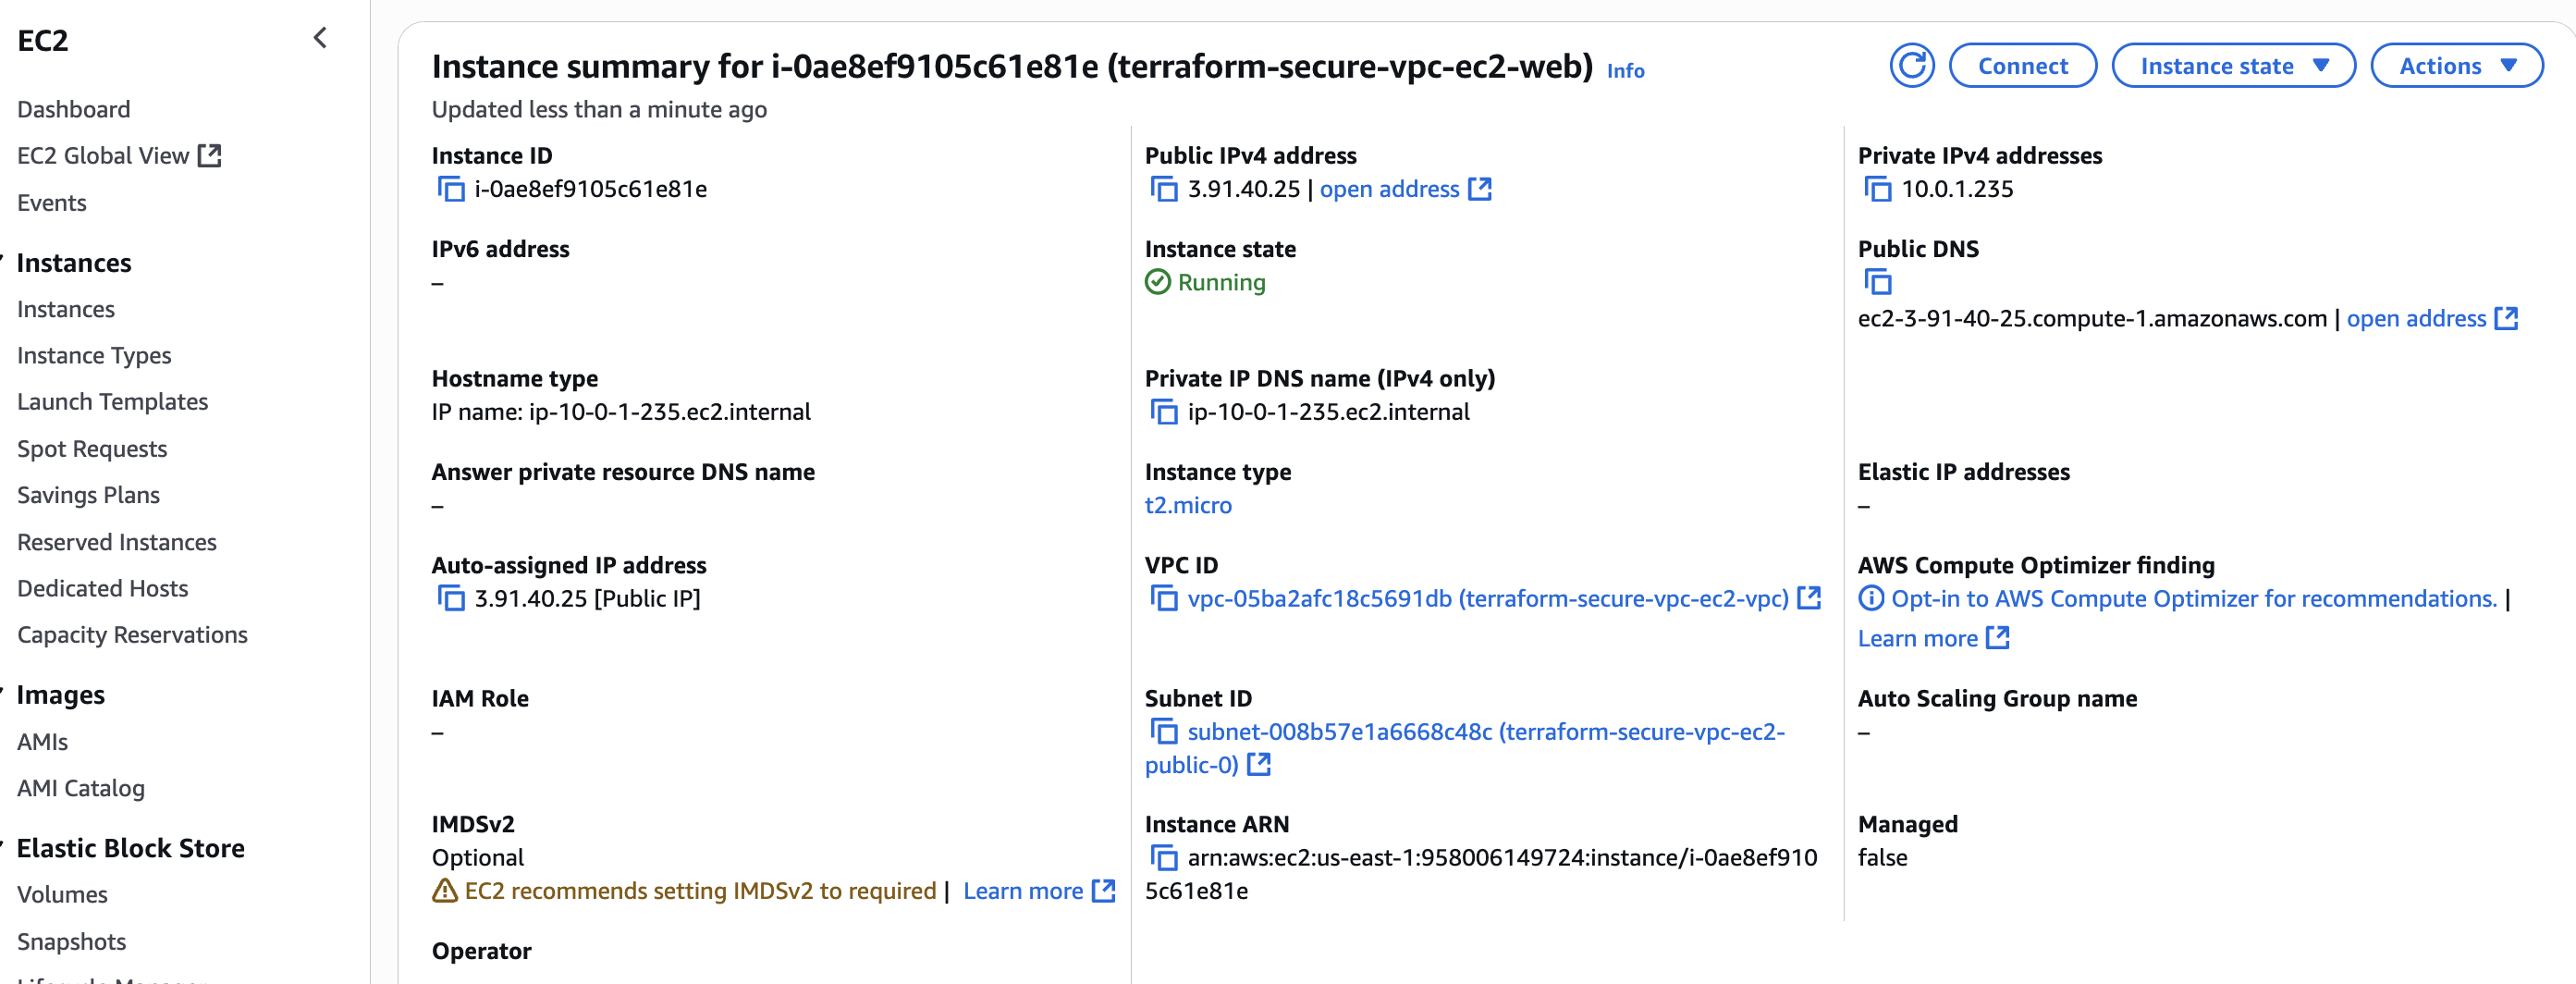 EC2
Dashboard
EC2 Global View
Events
Instances
Instances
Instance Types
Launch Templates
Spot Requests
Savings Plans
Reserved Instances
Dedicated Hosts
Capacity Reservations
Images
AMIs
AMI Catalog
Elastic Block Store
Volumes
Snapshots
Lifecycle Manager
Instance summary for i-0ae8ef9105c61e81e (terraform-secure-vpc-ec2-web) Info
Connect
Instance state
Actions
Updated less than a minute ago
Instance ID
i-0ae8ef9105c61e81e
Public IPv4 address
3.91.40.25 | open address
Private IPv4 addresses
10.0.1.235
IPv6 address
–
Instance state
Running
Public DNS
ec2-3-91-40-25.compute-1.amazonaws.com | open address
Hostname type
IP name: ip-10-0-1-235.ec2.internal
Private IP DNS name (IPv4 only)
ip-10-0-1-235.ec2.internal
Answer private resource DNS name
–
Instance type
t2.micro
Elastic IP addresses
–
Auto-assigned IP address
3.91.40.25 [Public IP]
VPC ID
vpc-05ba2afc18c5691db (terraform-secure-vpc-ec2-vpc)
AWS Compute Optimizer finding
Opt-in to AWS Compute Optimizer for recommendations. |
Learn more
IAM Role
–
Subnet ID
subnet-008b57e1a6668c48c (terraform-secure-vpc-ec2-
public-0)
Auto Scaling Group name
–
IMDSv2
Optional
EC2 recommends setting IMDSv2 to required | Learn more
Instance ARN
arn:aws:ec2:us-east-1:958006149724:instance/i-0ae8ef910
5c61e81e
Managed
false
Operator